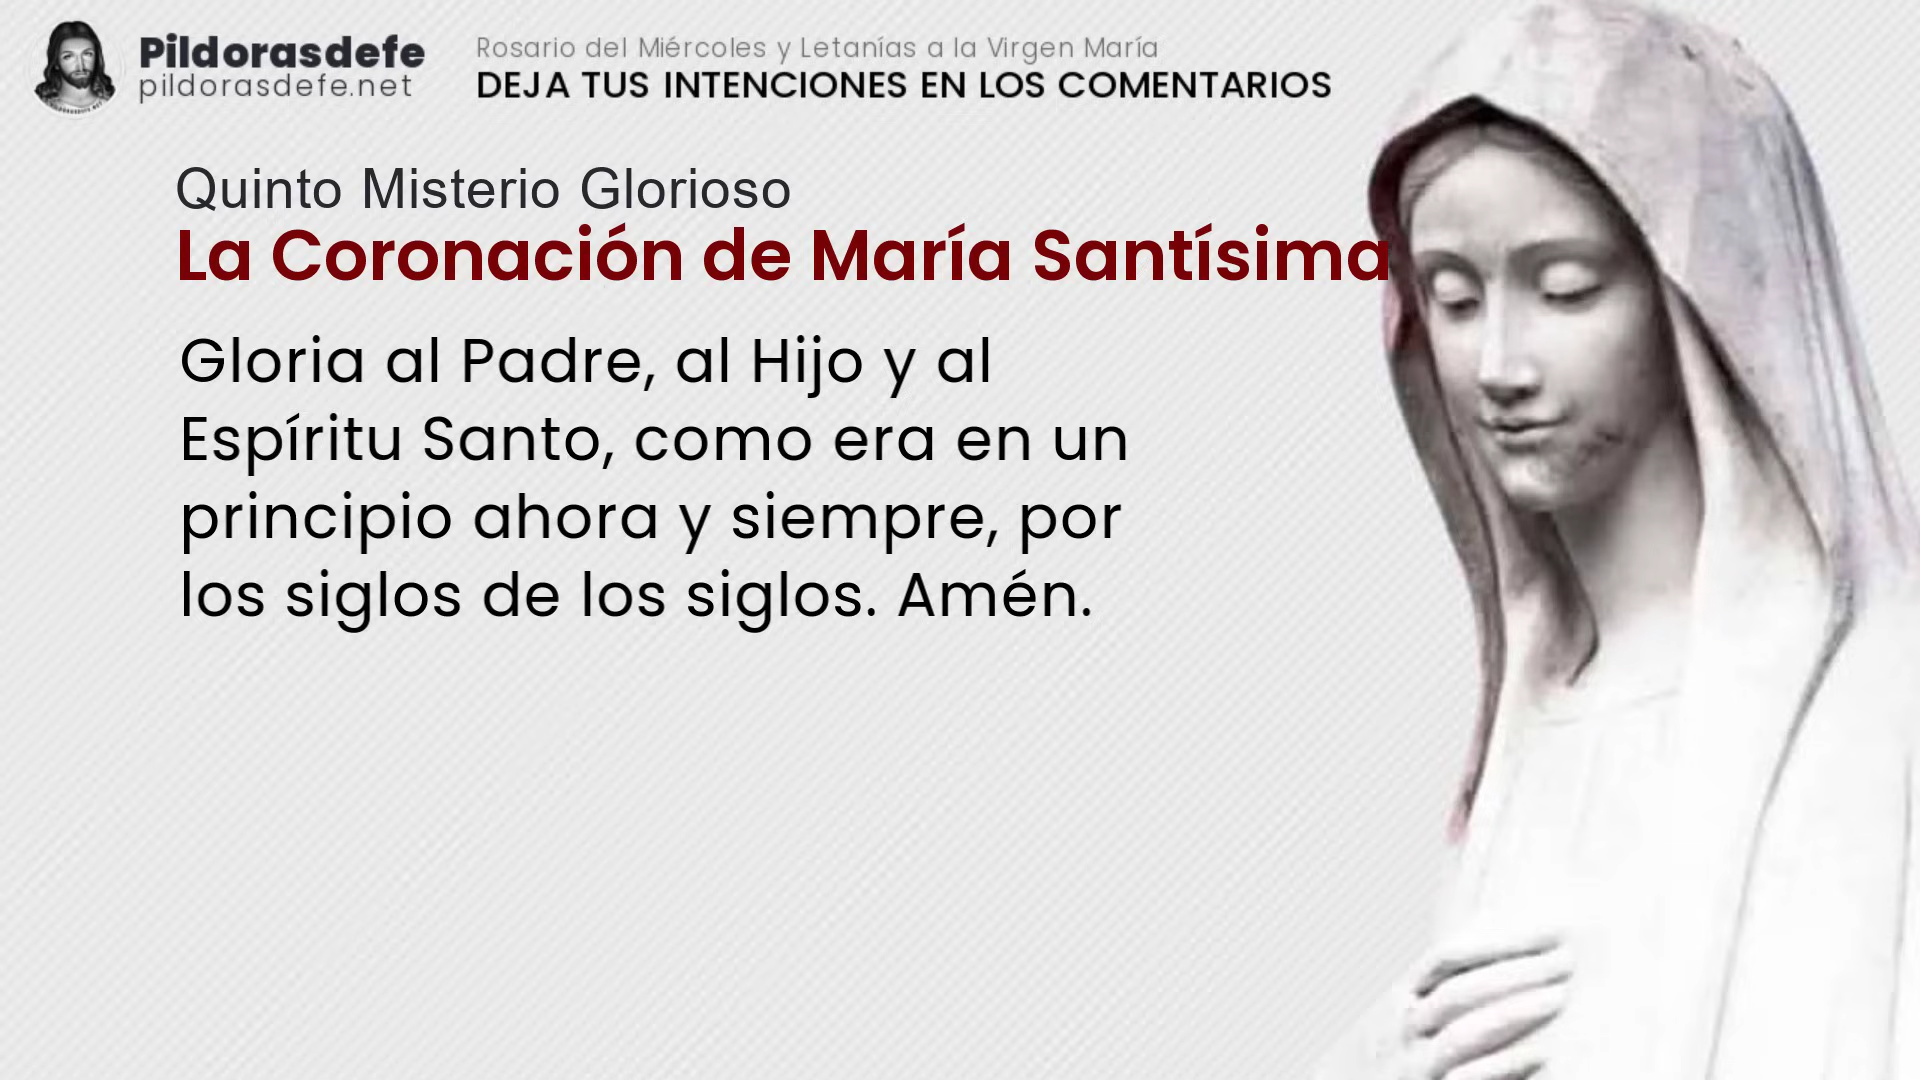 Pildorasdefe
pildorasdefe.net
Rosario del Miércoles y Letanías a la Virgen María
DEJA TUS INTENCIONES EN LOS COMENTARIOS
Quinto Misterio Glorioso
La Coronación de María Santísima
Gloria al Padre, al Hijo y al
Espíritu Santo, como era en un
principio ahora y siempre, por
los siglos de los siglos. Amén.